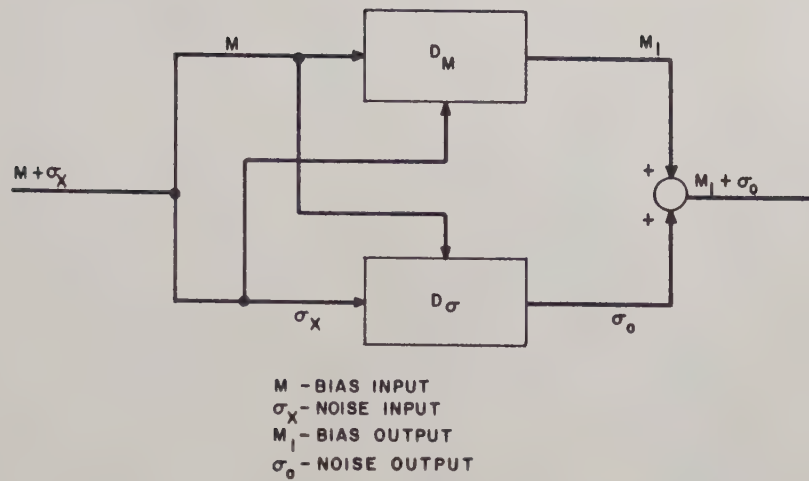 M
D_M
M_1
M + σ_X
M_1 + σ_o
+
+
D_σ
σ_X
σ_o
M - BIAS INPUT
σ_X - NOISE INPUT
M_1 - BIAS OUTPUT
σ_o - NOISE OUTPUT